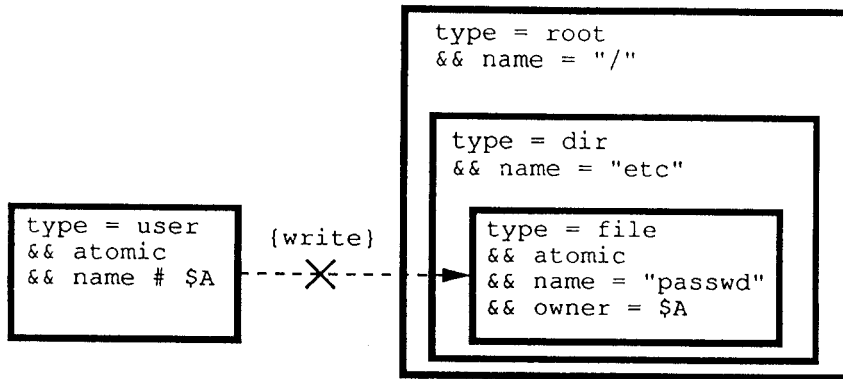 type = root
&& name = "/"
type = dir
&& name = "etc"
type = user
&& atomic
&& name # $A
{write}
type = file
&& atomic
&& name = "passwd"
&& owner = $A